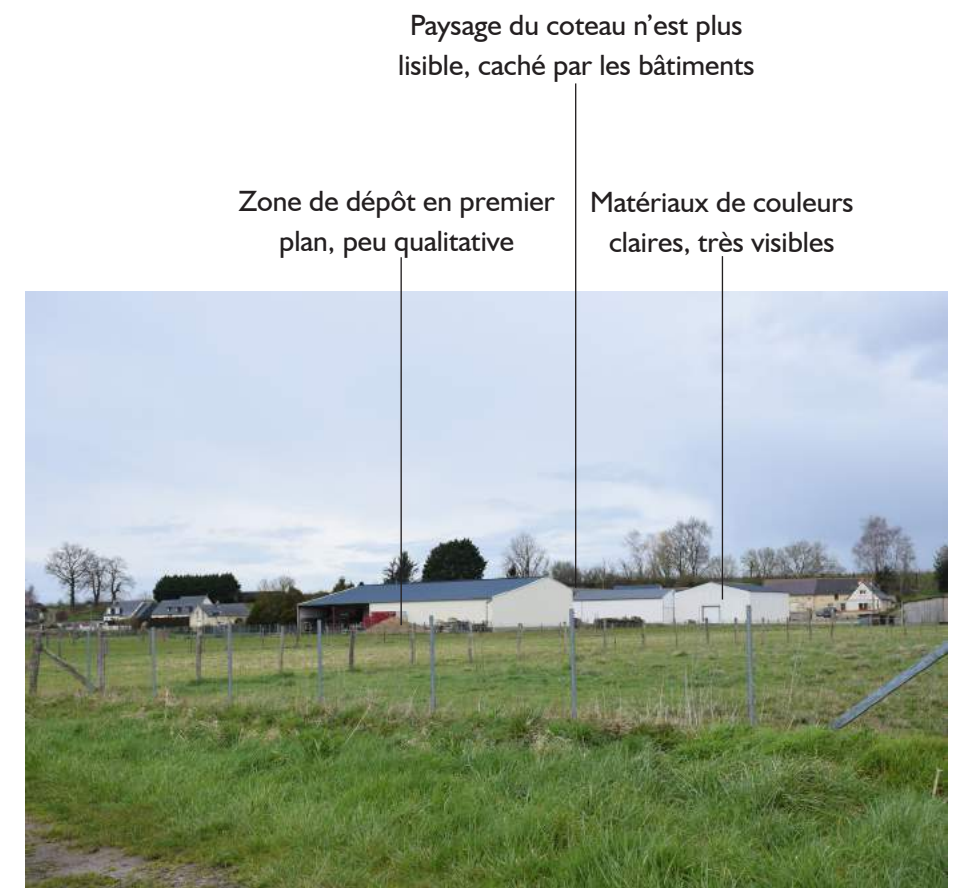 Paysage du coteau n’est plus
lisible, caché par les bâtiments
Zone de dépôt en premier
plan, peu qualitative
Matériaux de couleurs
claires, très visibles